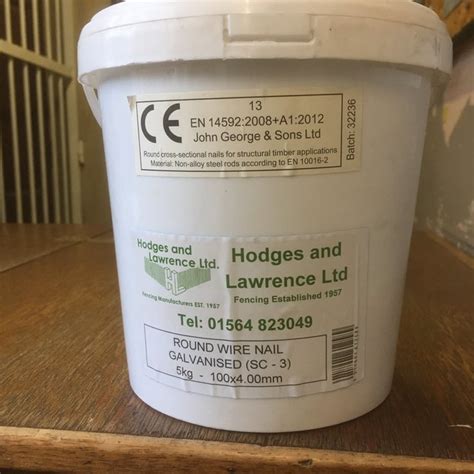 CE
13
EN 14592:2008+A1:2012
John George & Sons Ltd
Round cross-sectional nails for structural timber applications
Material: Non-alloy steel rods according to EN 10016-2
Batch: 32236
Hodges and
Lawrence Ltd.
HL
Fencing Manufacturers EST. 1957
Hodges and
Lawrence Ltd
Fencing Established 1957
Tel: 01564 823049
ROUND WIRE NAIL
GALVANISED (SC - 3)
5kg - 100x4.00mm